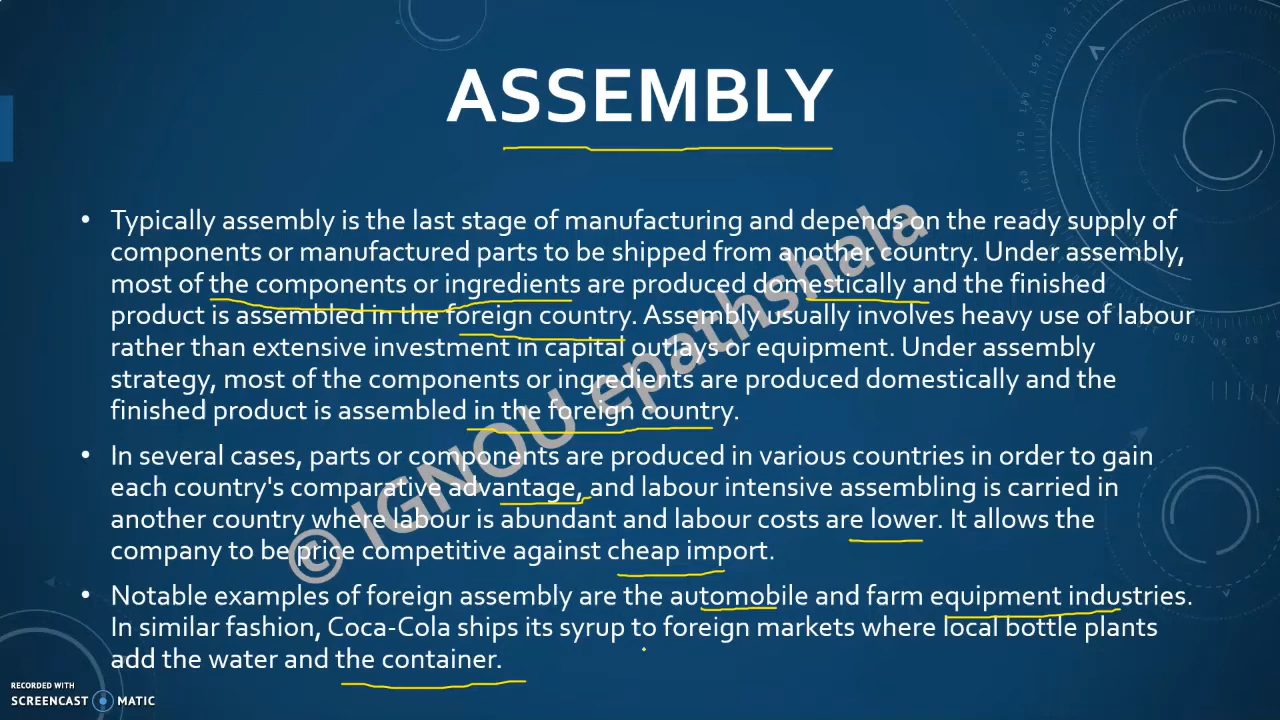 ASSEMBLY
• Typically assembly is the last stage of manufacturing and depends on the ready supply of
components or manufactured parts to be shipped from another country. Under assembly,
most of the components or ingredients are produced domestically and the finished
product is assembled in the foreign country. Assembly usually involves heavy use of labour
rather than extensive investment in capital outlays or equipment. Under assembly
strategy, most of the components or ingredients are produced domestically and the
finished product is assembled in the foreign country.
• In several cases, parts or components are produced in various countries in order to gain
each country's comparative advantage, and labour intensive assembling is carried in
another country where labour is abundant and labour costs are lower. It allows the
company to be price competitive against cheap import.
• Notable examples of foreign assembly are the automobile and farm equipment industries.
In similar fashion, Coca-Cola ships its syrup to foreign markets where local bottle plants
add the water and the container.
© IGNOU epathshala
RECORDED WITH
SCREENCAST MATIC
210
200
190
180
170
160
100
90
80